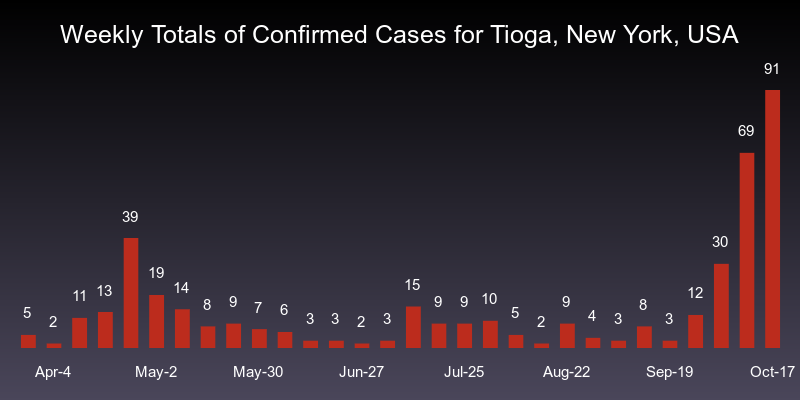 Weekly Totals of Confirmed Cases for Tioga, New York, USA
5 2 11 13 39 19 14 8 9 7 6 3 3 2 3 15 9 9 10 5 2 9 4 3 8 3 12 30 69 91
Apr-4 May-2 May-30 Jun-27 Jul-25 Aug-22 Sep-19 Oct-17